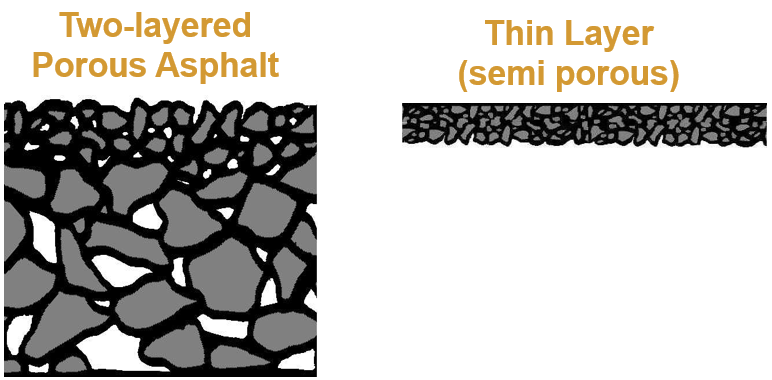 Two-layered
Porous Asphalt
Thin Layer
(semi porous)